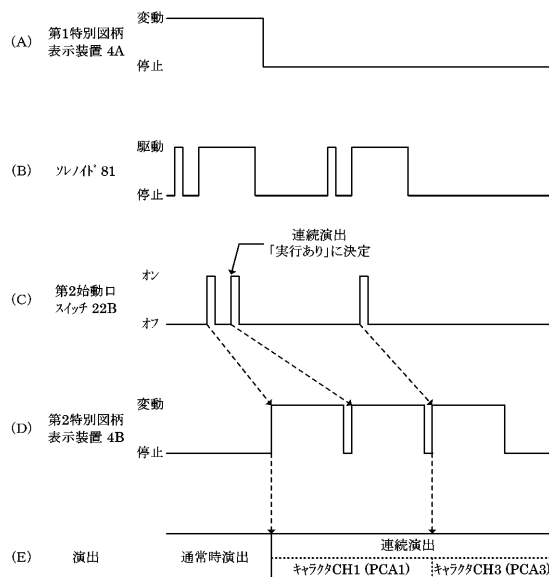 変動
(A) 第1特別図柄
表示装置 4A
停止
駆動
(B) ソレノイド 81
停止
連続演出
「実行あり」に決定
オン
(C) 第2始動口
スイッチ 22B
オフ
変動
(D) 第2特別図柄
表示装置 4B
停止
連続演出
(E) 演出 通常時演出
キャラクタCH1 (PCA1) キャラクタCH3 (PCA3)